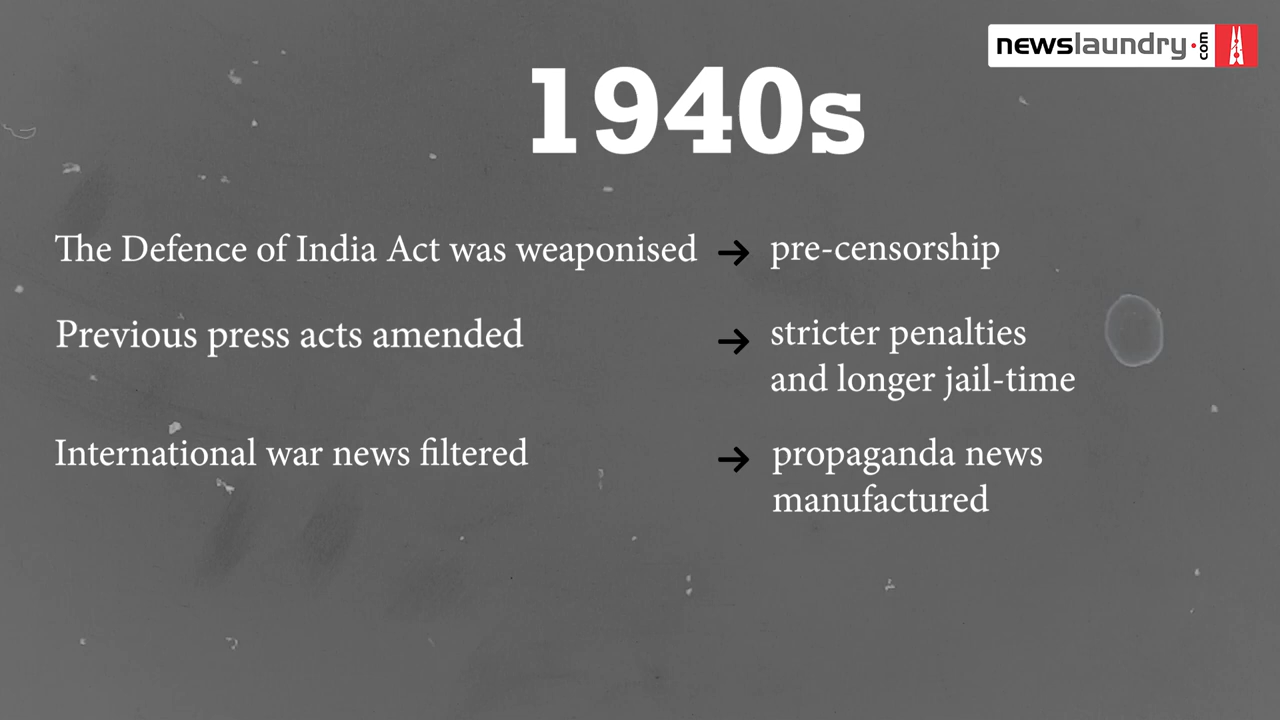 newslaundry.com
1940s
The Defence of India Act was weaponised → pre-censorship
Previous press acts amended → stricter penalties
and longer jail-time
International war news filtered → propaganda news
manufactured